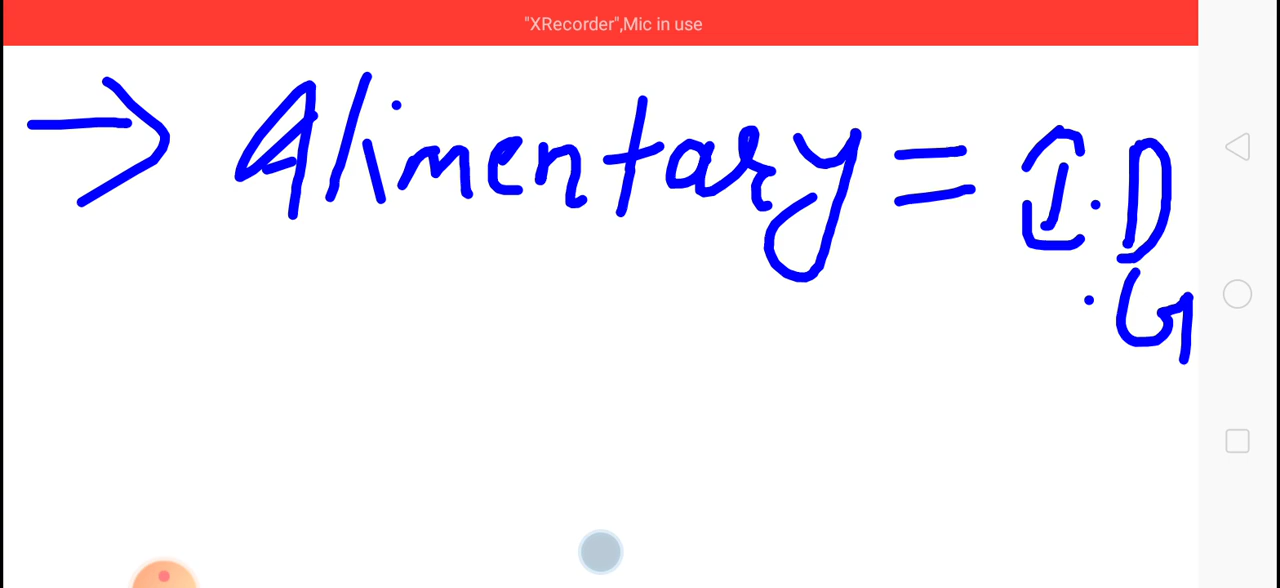 "XRecorder",Mic in use
→ Alimentary = I.D
.G